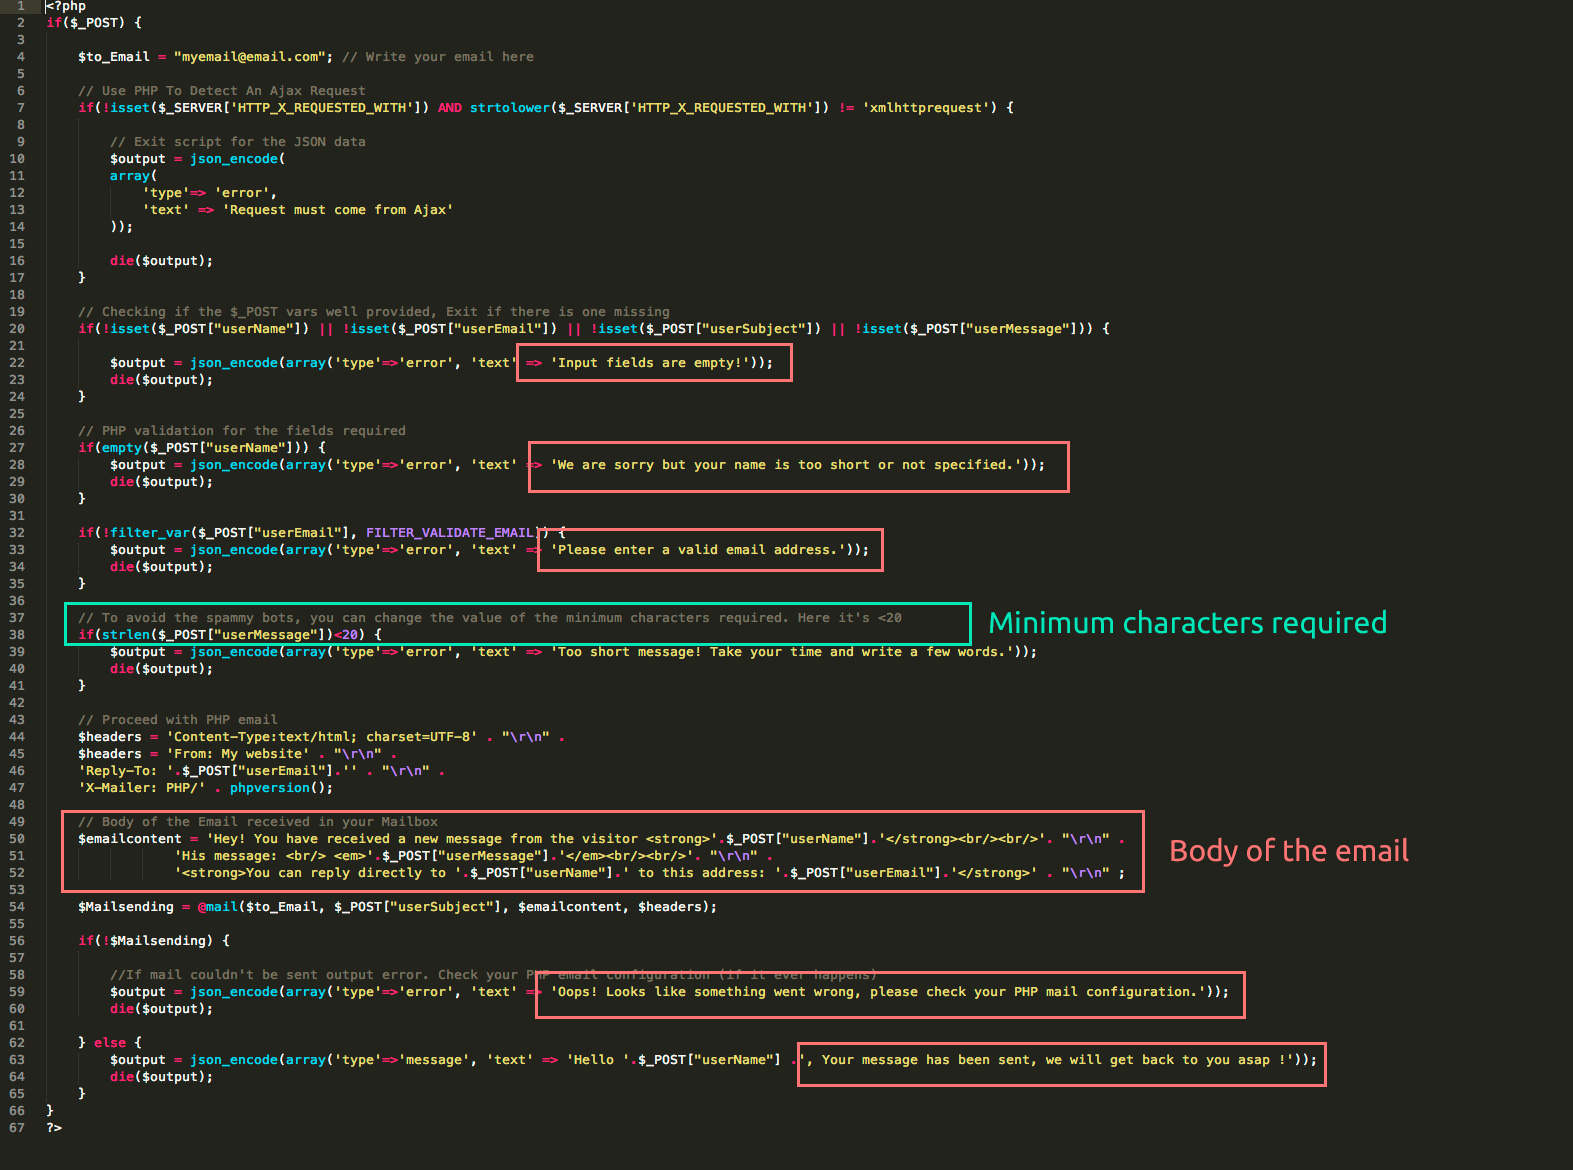 1 <?php
2 if($_POST) {
3
4 $to_Email = "myemail@email.com"; // Write your email here
5
6 // Use PHP To Detect An Ajax Request
7 if(!isset($_SERVER['HTTP_X_REQUESTED_WITH']) AND strtolower($_SERVER['HTTP_X_REQUESTED_WITH']) != 'xmlhttprequest') {
8
9 // Exit script for the JSON data
10 $output = json_encode(
11 array(
12 'type'=> 'error',
13 'text' => 'Request must come from Ajax'
14 ));
15
16 die($output);
17 }
18
19 // Checking if the $_POST vars well provided, Exit if there is one missing
20 if(!isset($_POST["userName"]) || !isset($_POST["userEmail"]) || !isset($_POST["userSubject"]) || !isset($_POST["userMessage"])) {
21
22 $output = json_encode(array('type'=>'error', 'text' => 'Input fields are empty!'));
23 die($output);
24 }
25
26 // PHP validation for the fields required
27 if(empty($_POST["userName"])) {
28 $output = json_encode(array('type'=>'error', 'text' => 'We are sorry but your name is too short or not specified.'));
29 die($output);
30 }
31
32 if(!filter_var($_POST["userEmail"], FILTER_VALIDATE_EMAIL)) {
33 $output = json_encode(array('type'=>'error', 'text' => 'Please enter a valid email address.'));
34 die($output);
35 }
36
37 // To avoid the spammy bots, you can change the value of the minimum characters required. Here it's <20
Minimum characters required
38 if(strlen($_POST["userMessage"])<20) {
39 $output = json_encode(array('type'=>'error', 'text' => 'Too short message! Take your time and write a few words.'));
40 die($output);
41 }
42
43 // Proceed with PHP email
44 $headers = 'Content-Type:text/html; charset=UTF-8' . "\r\n" .
45 $headers = 'From: My website' . "\r\n" .
46 'Reply-To: '.$_POST["userEmail"].'' . "\r\n" .
47 'X-Mailer: PHP/' . phpversion();
48
49 // Body of the Email received in your Mailbox
50 $emailcontent = 'Hey! You have received a new message from the visitor <strong>'.$_POST["userName"].'</strong><br/><br/>'. "\r\n" .
Body of the email
51 'His message: <br/> <em>'.$_POST["userMessage"].'</em><br/><br/>'. "\r\n" .
52 '<strong>You can reply directly to '.$_POST["userName"].' to this address: '.$_POST["userEmail"].'</strong>' . "\r\n" ;
53
54 $Mailsending = @mail($to_Email, $_POST["userSubject"], $emailcontent, $headers);
55
56 if(!$Mailsending) {
57
58 //If mail couldn't be sent output error. Check your PHP email configuration (if it ever happens)
59 $output = json_encode(array('type'=>'error', 'text' => 'Oops! Looks like something went wrong, please check your PHP mail configuration.'));
60 die($output);
61
62 } else {
63 $output = json_encode(array('type'=>'message', 'text' => 'Hello '.$_POST["userName"] .', Your message has been sent, we will get back to you asap !'));
64 die($output);
65 }
66 }
67 ?>